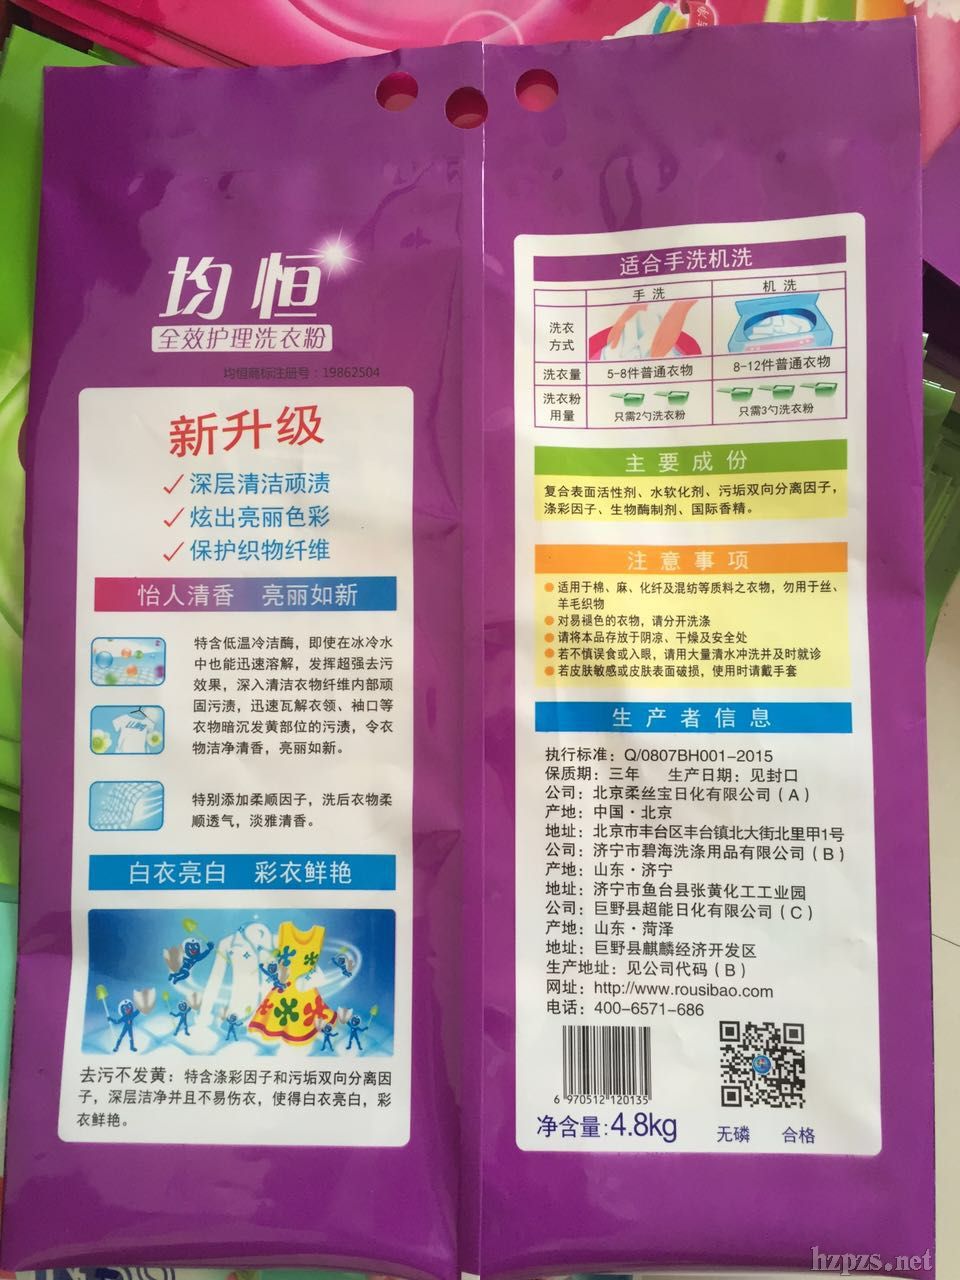 均恒
全效护理洗衣粉
均恒商标注册号：19862504
新升级
深层清洁顽渍
炫出亮丽色彩
保护织物纤维
怡人清香 亮丽如新
特含低温冷洁酶，即使在冰冷水
中也能迅速溶解，发挥超强去污
效果，深入清洁衣物纤维内部顽
固污渍，迅速瓦解衣领、袖口等
衣物暗沉发黄部位的污渍，令衣
物洁净清香，亮丽如新。
特别添加柔顺因子，洗后衣物柔
顺透气，淡雅清香。
白衣亮白 彩衣鲜艳
去污不发黄：特含涤彩因子和污垢双向分离因
子，深层洁净并且不易伤衣，使得白衣亮白，彩
衣鲜艳。
适合手洗机洗
手洗 机洗
洗衣
方式
洗衣量 5-8件普通衣物 8-12件普通衣物
洗衣粉
用量 只需2勺洗衣粉 只需3勺洗衣粉
主要成份
复合表面活性剂、水软化剂、污垢双向分离因子，
涤彩因子、生物酶制剂、国际香精。
注意事项
适用于棉、麻、化纤及混纺等质料之衣物，勿用于丝、
羊毛织物
对易褪色的衣物，请分开洗涤
请将本品存放于阴凉、干燥及安全处
若不慎误食或入眼，请用大量清水冲洗并及时就诊
若皮肤敏感或皮肤表面破损，使用时请戴手套
生产者信息
执行标准：Q/0807BH001-2015
保质期：三年 生产日期：见封口
公司：北京柔丝宝日化有限公司（A）
产地：中国·北京
地址：北京市丰台区丰台镇北大街北里甲1号
公司：济宁市碧海洗涤用品有限公司（B）
产地：山东·济宁
地址：济宁市鱼台县张黄化工工业园
公司：巨野县超能日化有限公司（C）
产地：山东·菏泽
地址：巨野县麒麟经济开发区
生产地址：见公司代码（B）
网址：http://www.rousibao.com
电话：400-6571-686
6 970512 120135
净含量:4.8kg 无磷 合格
hzpzs.net